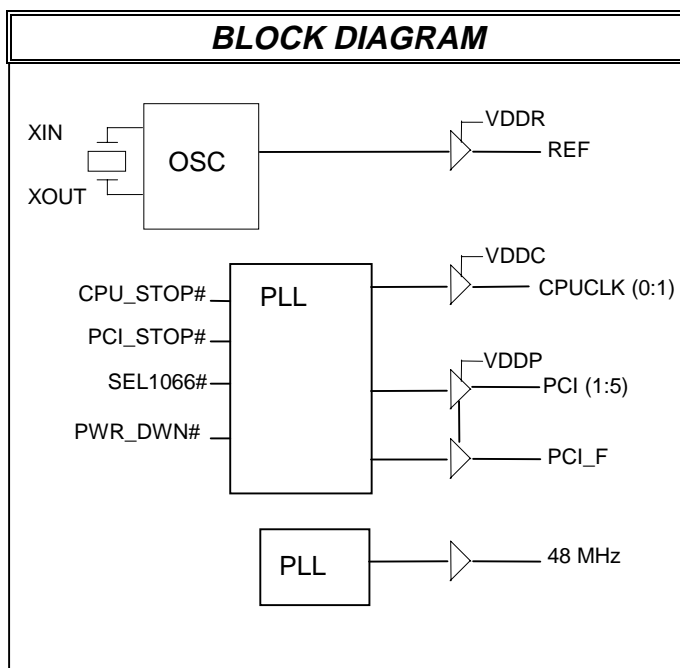 BLOCK DIAGRAM
XIN
XOUT
OSC
VDDR
REF
CPU_STOP#
PCI_STOP#
SEL1066#
PWR_DWN#
PLL
VDDC
CPUCLK (0:1)
VDDP
PCI (1:5)
PCI_F
PLL
48 MHz